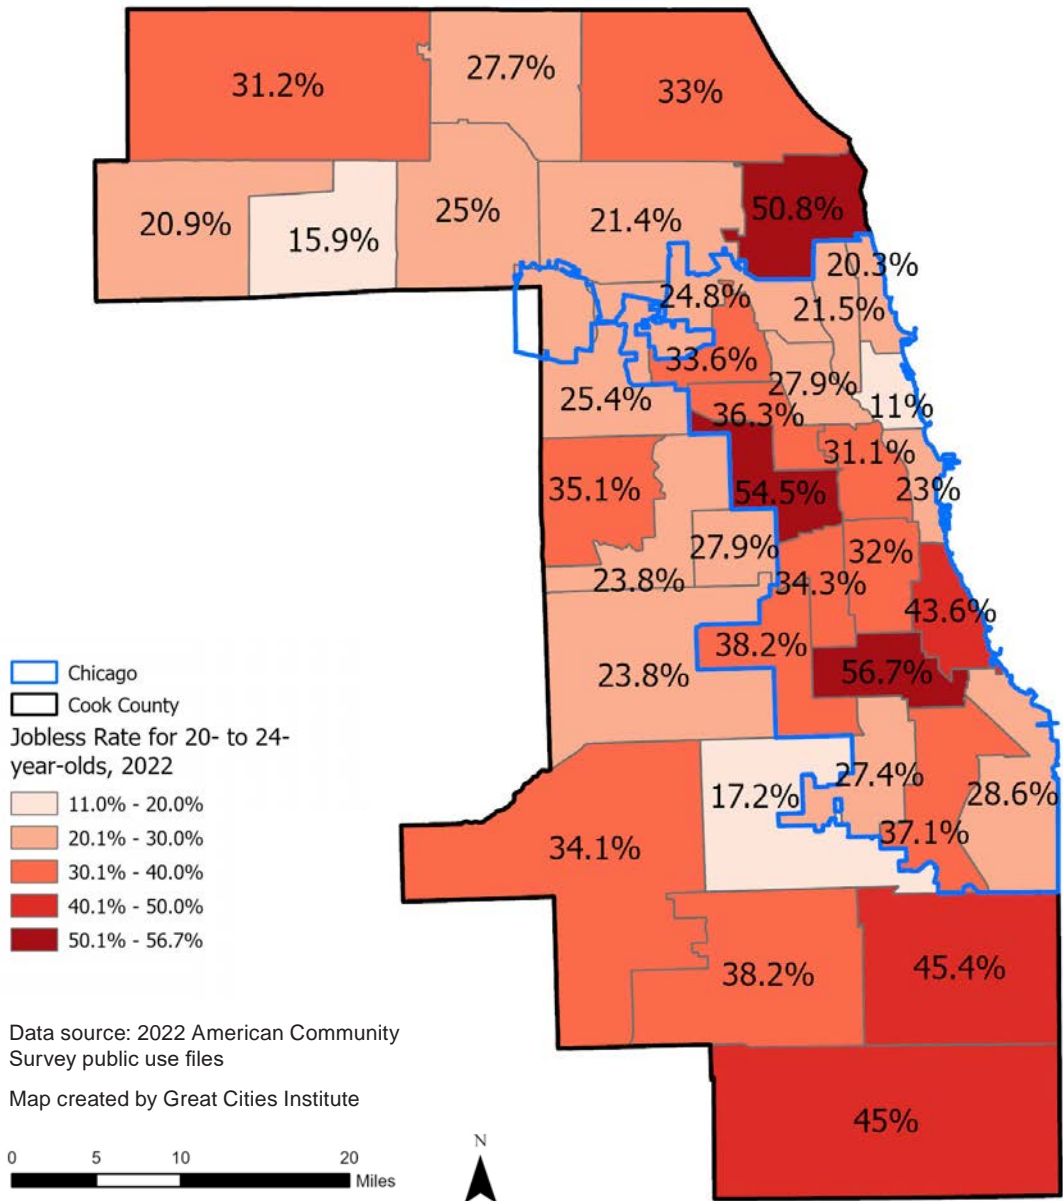 31.2%
27.7%
33%
20.9%
15.9%
25%
21.4%
50.8%
20.3%
24.8%
21.5%
33.6%
27.9%
25.4%
36.3%
11%
31.1%
35.1%
54.5%
23%
27.9%
32%
23.8%
34.3%
43.6%
38.2%
23.8%
56.7%
27.4%
17.2%
28.6%
37.1%
34.1%
38.2%
45.4%
45%
Chicago
Cook County
Jobless Rate for 20- to 24-
year-olds, 2022
11.0% - 20.0%
20.1% - 30.0%
30.1% - 40.0%
40.1% - 50.0%
50.1% - 56.7%
Data source: 2022 American Community
Survey public use files
Map created by Great Cities Institute
0 5 10 20
Miles
N